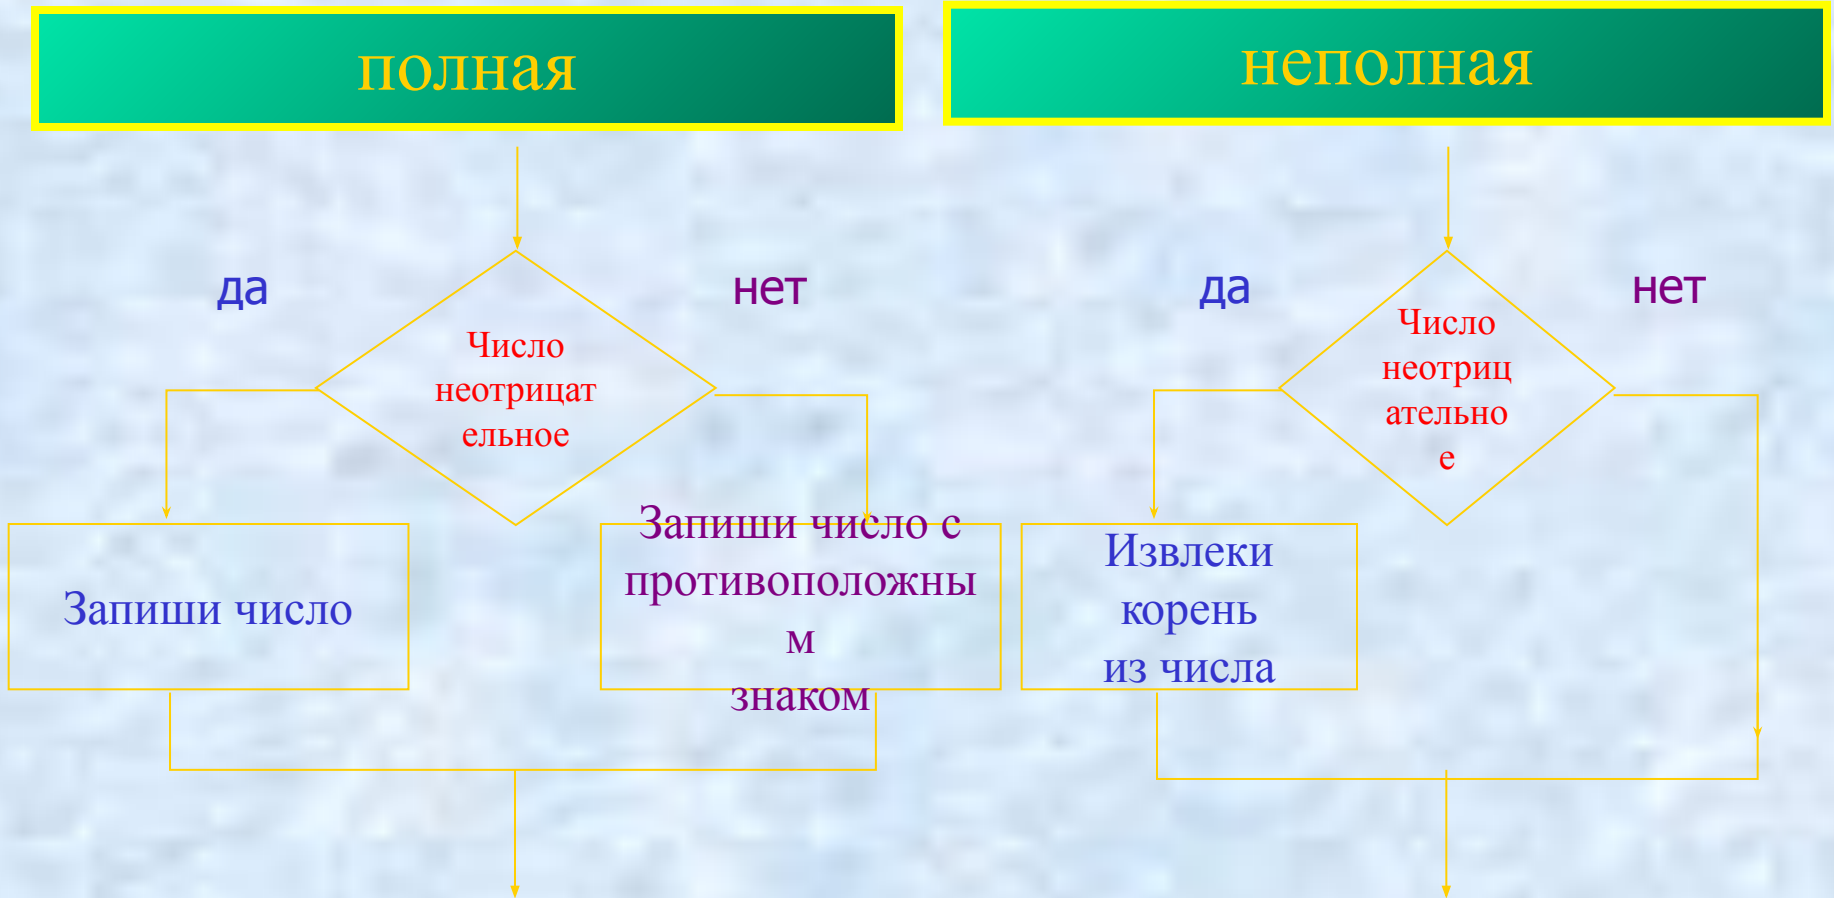 полная
да
нет
Число
неотрицат
ельное
Запиши число
Запиши число с
противоположны
м
знаком
неполная
да
нет
Число
неотриц
ательно
е
Извлеки
корень
из числа